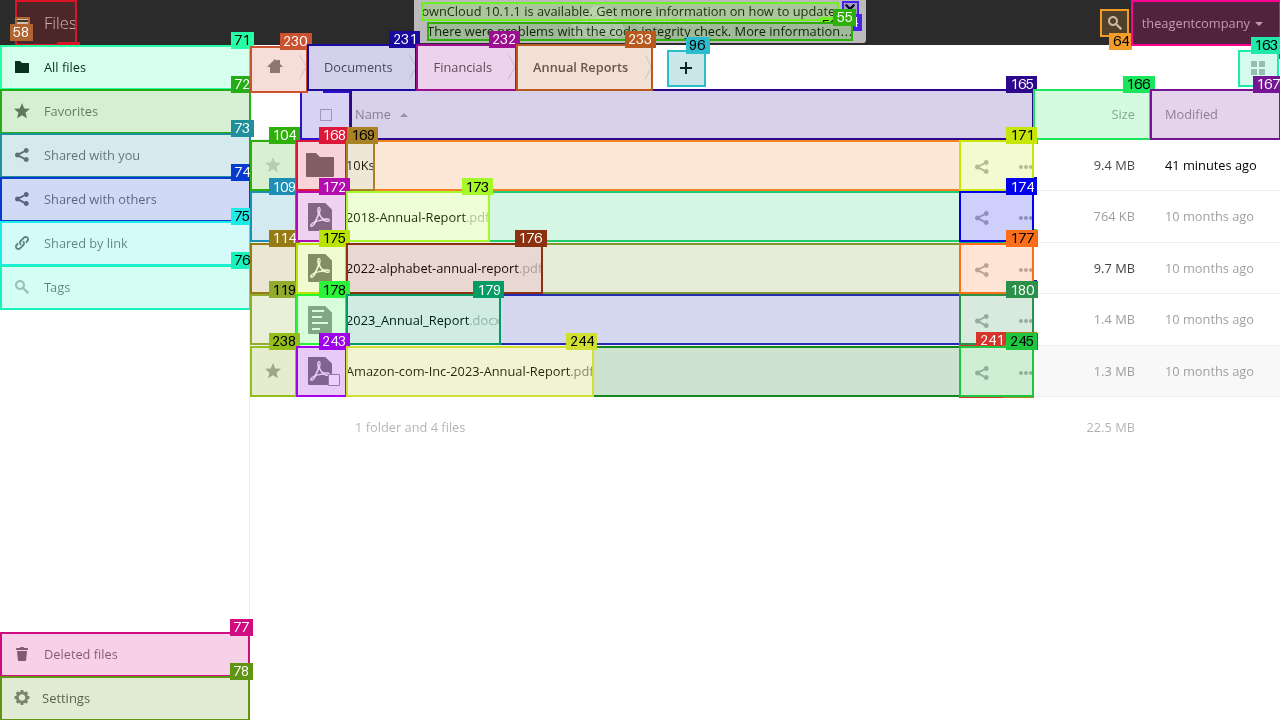 ownCloud 10.1.1 is available. Get more information on how to update
There were problems with the code integrity check. More information...
55
Files
58
64
theagentcompany
71
All files
72
Favorites
73
Shared with you
74
Shared with others
75
Shared by link
76
Tags
230
231
Documents
232
Financials
233
Annual Reports
96
163
165
Name
166
Size
167
Modified
104
168
169
10Ks
171
9.4 MB
41 minutes ago
109
172
173
2018-Annual-Report.pdf
174
764 KB
10 months ago
114
175
176
2022-alphabet-annual-report.pdf
177
9.7 MB
10 months ago
119
178
179
2023_Annual_Report.docx
180
1.4 MB
10 months ago
238
243
244
Amazon-com-Inc-2023-Annual-Report.pdf
241
245
1.3 MB
10 months ago
1 folder and 4 files
22.5 MB
77
Deleted files
78
Settings